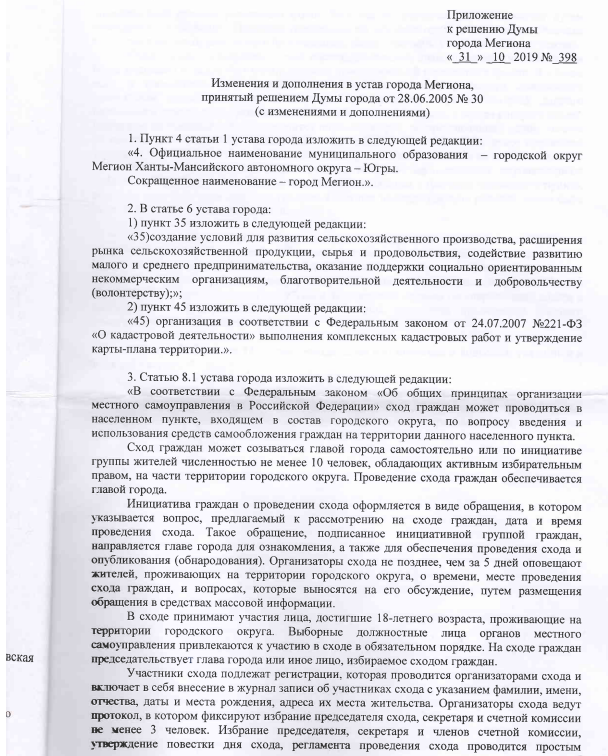 Приложение
к решению Думы
города Мегиона
« 31 » 10 2019 № 398
Изменения и дополнения в устав города Мегиона,
принятый решением Думы города от 28.06.2005 № 30
(с изменениями и дополнениями)
1. Пункт 4 статьи 1 устава города изложить в следующей редакции:
«4. Официальное наименование муниципального образования – городской округ
Мегион Ханты-Мансийского автономного округа – Югры.
Сокращенное наименование – город Мегион.».
2. В статье 6 устава города:
1) пункт 35 изложить в следующей редакции:
«35)создание условий для развития сельскохозяйственного производства, расширения
рынка сельскохозяйственной продукции, сырья и продовольствия, содействие развитию
малого и среднего предпринимательства, оказание поддержки социально ориентированным
некоммерческим организациям, благотворительной деятельности и добровольчеству
(волонтерству);»;
2) пункт 45 изложить в следующей редакции:
«45) организация в соответствии с Федеральным законом от 24.07.2007 №221-ФЗ
«О кадастровой деятельности» выполнения комплексных кадастровых работ и утверждение
карты-плана территории.».
3. Статью 8.1 устава города изложить в следующей редакции:
«В соответствии с Федеральным законом «Об общих принципах организации
местного самоуправления в Российской Федерации» сход граждан может проводиться в
населенном пункте, входящем в состав городского округа, по вопросу введения и
использования средств самообложения граждан на территории данного населенного пункта.
Сход граждан может созываться главой города самостоятельно или по инициативе
группы жителей численностью не менее 10 человек, обладающих активным избирательным
правом, на части территории городского округа. Проведение схода граждан обеспечивается
главой города.
Инициатива граждан о проведении схода оформляется в виде обращения, в котором
указывается вопрос, предлагаемый к рассмотрению на сходе граждан, дата и время
проведения схода. Такое обращение, подписанное инициативной группой граждан,
направляется главе города для ознакомления, а также для обеспечения проведения схода и
опубликования (обнародования). Организаторы схода не позднее, чем за 5 дней оповещают
жителей, проживающих на территории городского округа, о времени, месте проведения
схода граждан, и вопросах, которые выносятся на его обсуждение, путем размещения
обращения в средствах массовой информации.
В сходе принимают участия лица, достигшие 18-летнего возраста, проживающие на
территории городского округа. Выборные должностные лица органов местного
самоуправления привлекаются к участию в сходе в обязательном порядке. На сходе граждан
председательствует глава города или иное лицо, избираемое сходом граждан.
Участники схода подлежат регистрации, которая проводится организаторами схода и
включает в себя внесение в журнал записи об участниках схода с указанием фамилии, имени,
отчества, даты и места рождения, адреса их места жительства. Организаторы схода ведут
протокол, в котором фиксируют избрание председателя схода, секретаря и счетной комиссии
не менее 3 человек. Избрание председателя, секретаря и членов счетной комиссии,
утверждение повестки дня схода, регламента проведения схода проводится простым
вская
о